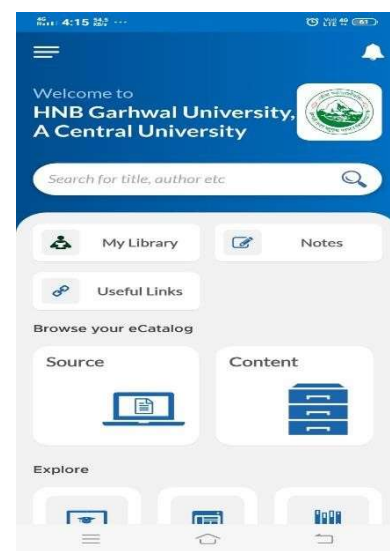 4:15
Welcome to
HNB Garhwal University,
A Central University
Search for title, author etc
My Library
Notes
Useful Links
Browse your eCatalog
Source
Content
Explore